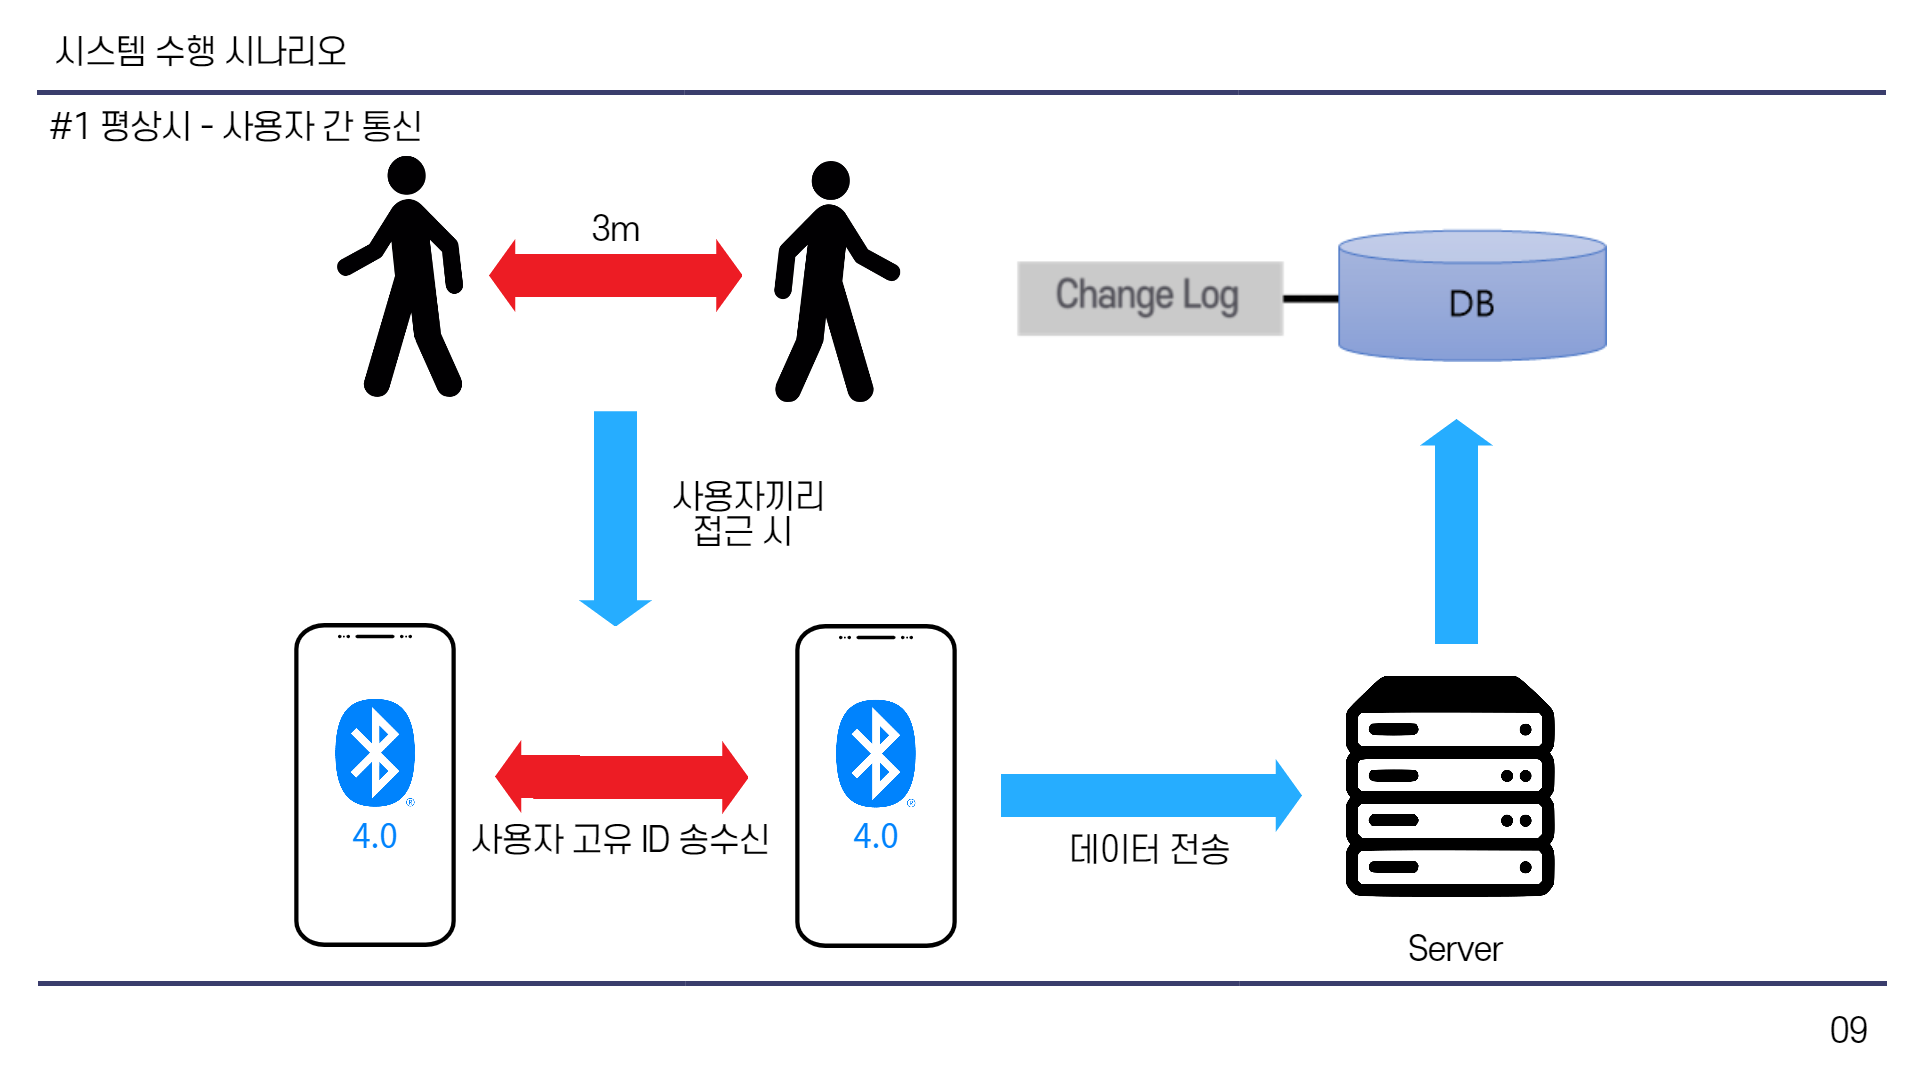 시스템 수행 시나리오
#1 평상시 - 사용자 간 통신
3m
Change Log
DB
사용자끼리
접근 시
4.0
사용자 고유 ID 송수신
4.0
데이터 전송
Server
09